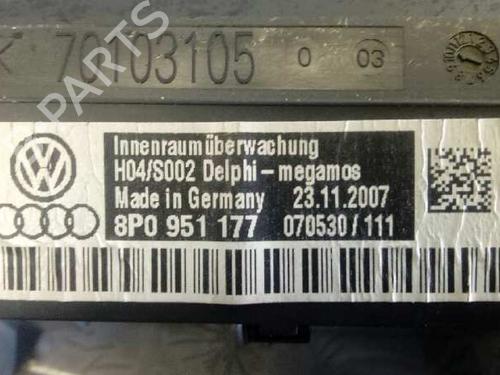 70103105 0 03
Innenraumüberwachung
H04/S002 Delphi-megamos
Made in Germany 23.11.2007
8P0 951 177 070530/111